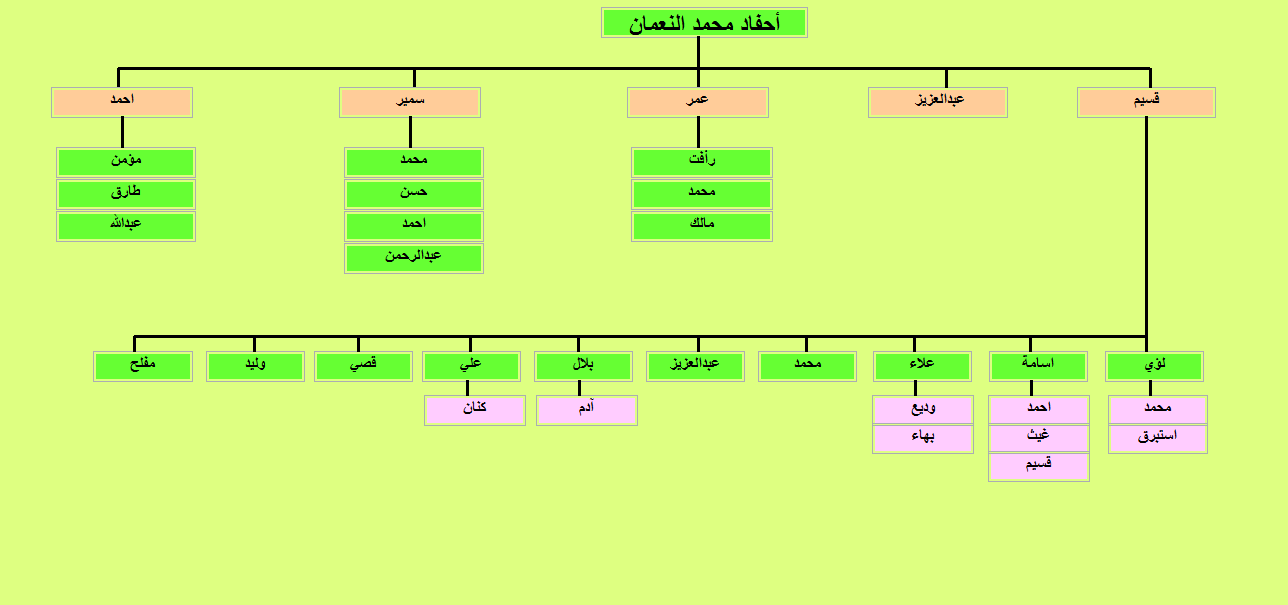 أحفاد محمد النعمان
قسيم
عبدالعزيز
عمر
سمير
احمد
رأفت
محمد
مالك
محمد
حسن
احمد
عبدالرحمن
مؤمن
طارق
عبدالله
لؤي
اسامة
علاء
محمد
عبدالعزيز
بلال
علي
قصي
وليد
مفلح
محمد
استبرق
احمد
غيث
قسيم
وديع
بهاء
آدم
كنان